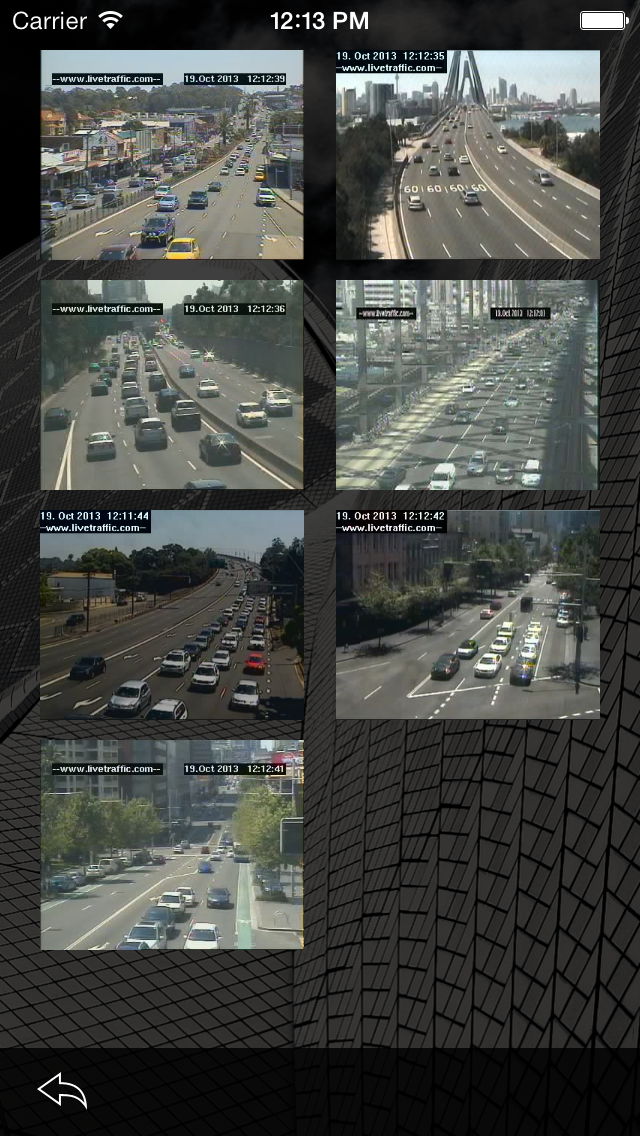 Carrier 12:13 PM
--www.livetraffic.com-- 19.Oct 2013 12:12:39
19. Oct 2013 12:12:35
--www.livetraffic.com--
60 60 60 60
--www.livetraffic.com-- 19.Oct 2013 12:12:36
--www.livetraffic.com-- 19.Oct 2013
19. Oct 2013 12:11:44
--www.livetraffic.com--
19. Oct 2013 12:12:42
--www.livetraffic.com--
--www.livetraffic.com-- 19.Oct 2013 12:12:41